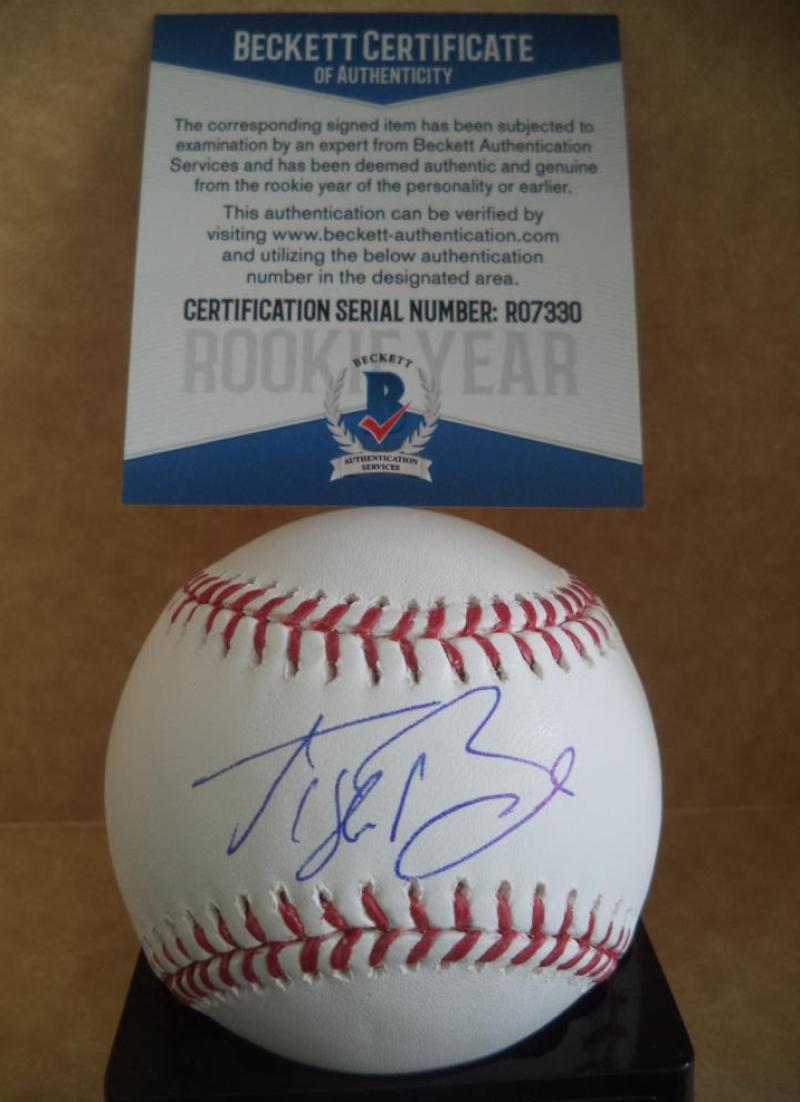 BECKETT CERTIFICATE
OF AUTHENTICITY
The corresponding signed item has been subjected to
examination by an expert from Beckett Authentication
Services and has been deemed authentic and genuine
from the rookie year of the personality or earlier.
This authentication can be verified by
visiting www.beckett-authentication.com
and utilizing the below authentication
number in the designated area.
CERTIFICATION SERIAL NUMBER: R07330
ROOKIE YEAR
BECKETT
B
AUTHENTICATION
SERVICES